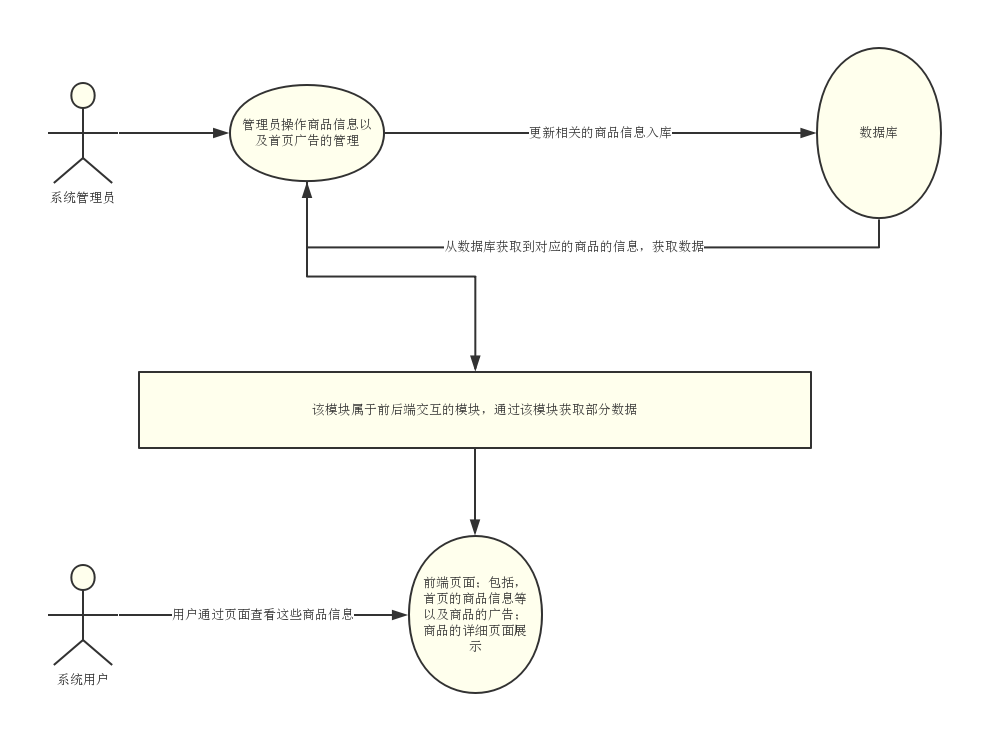 管理员操作商品信息以
及首页广告的管理
更新相关的商品信息入库
数据库
系统管理员
从数据库获取到对应的商品的信息，获取数据
该模块属于前后端交互的模块，通过该模块获取部分数据
前端页面；包括，
首页的商品信息等
以及商品的广告；
商品的详细页面展
示
用户通过页面查看这些商品信息
系统用户